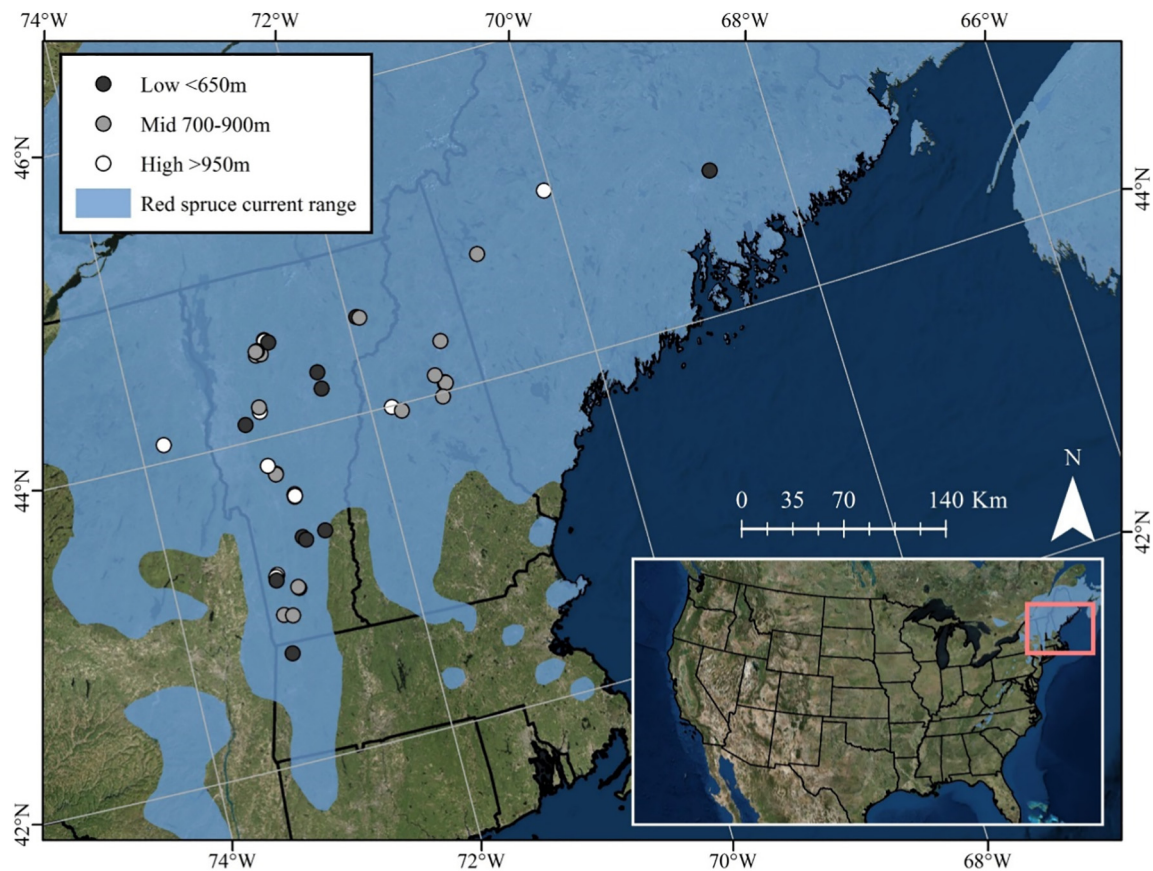 74°W 72°W 70°W 68°W 66°W
Low <650m
Mid 700-900m
High >950m
Red spruce current range
46°N
44°N
44°N
42°N
42°N
N
0 35 70 140 Km
74°W 72°W 70°W 68°W